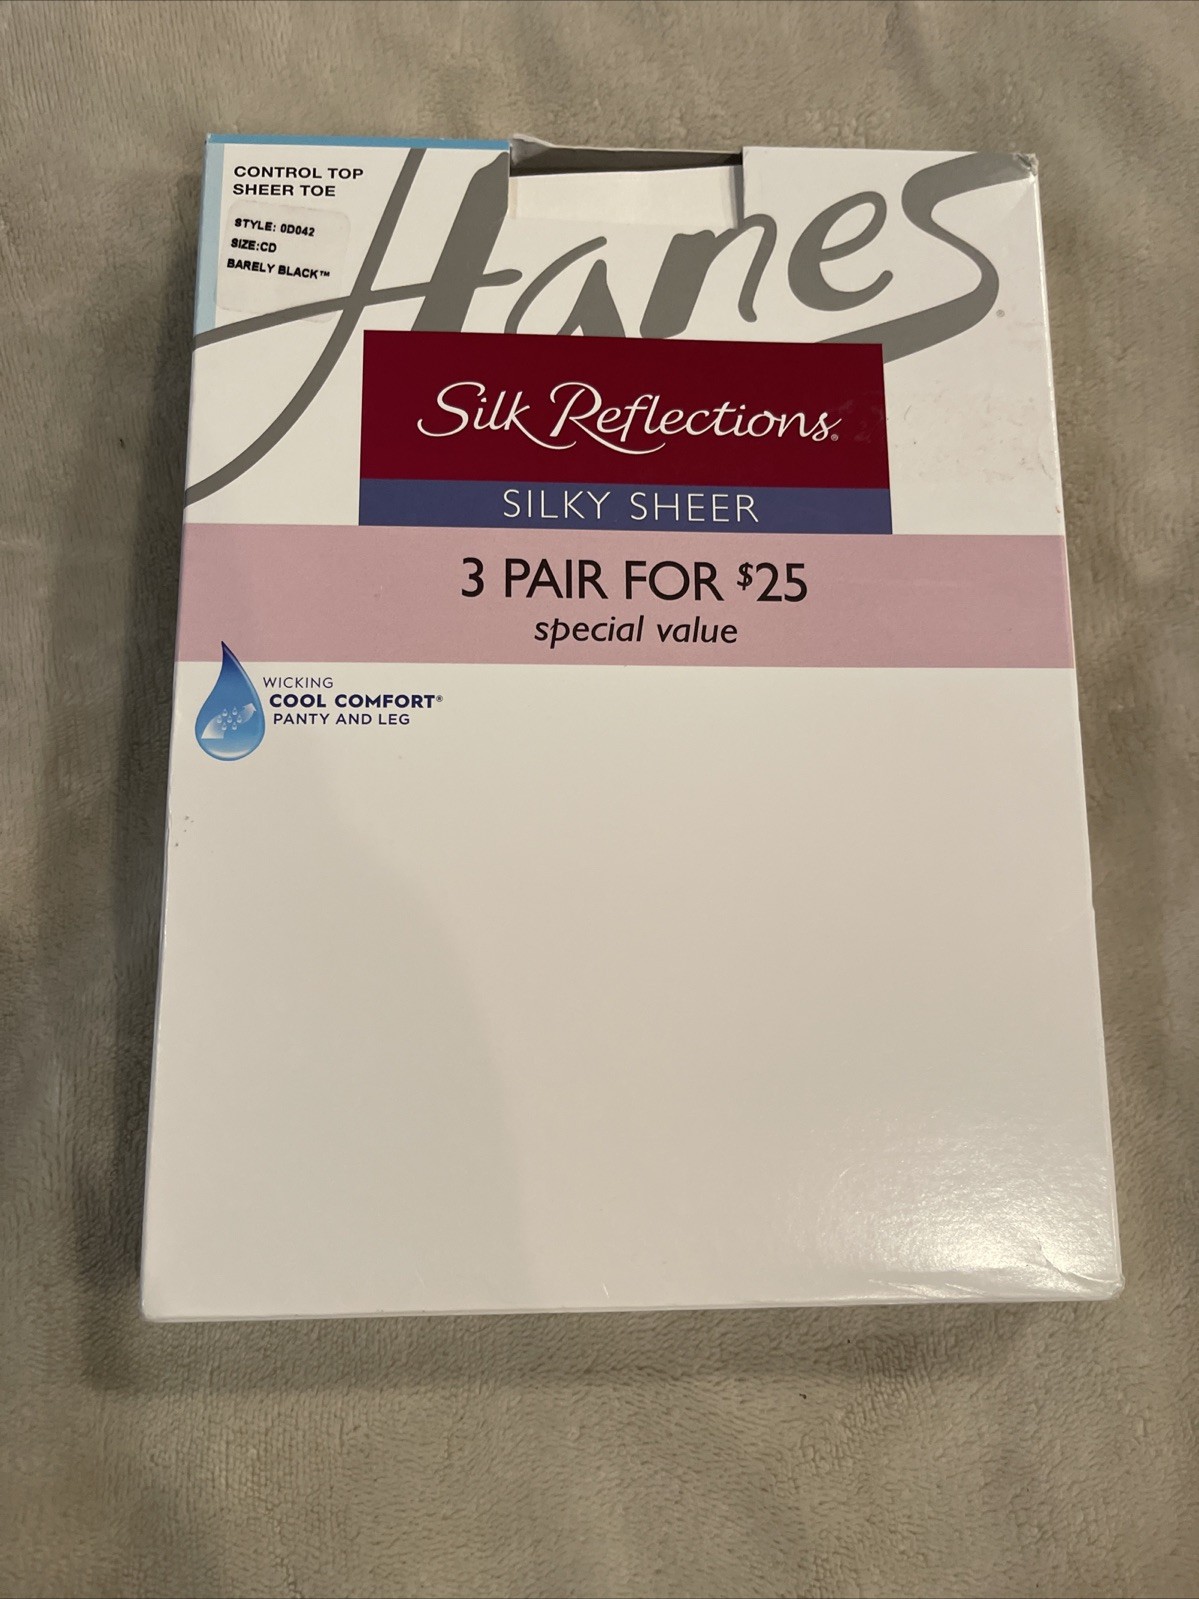 CONTROL TOP
SHEER TOE
STYLE: 0D042
SIZE:CD
BARELY BLACK™
Hanes®
Silk Reflections®
SILKY SHEER
3 PAIR FOR $25
special value
WICKING
COOL COMFORT®
PANTY AND LEG